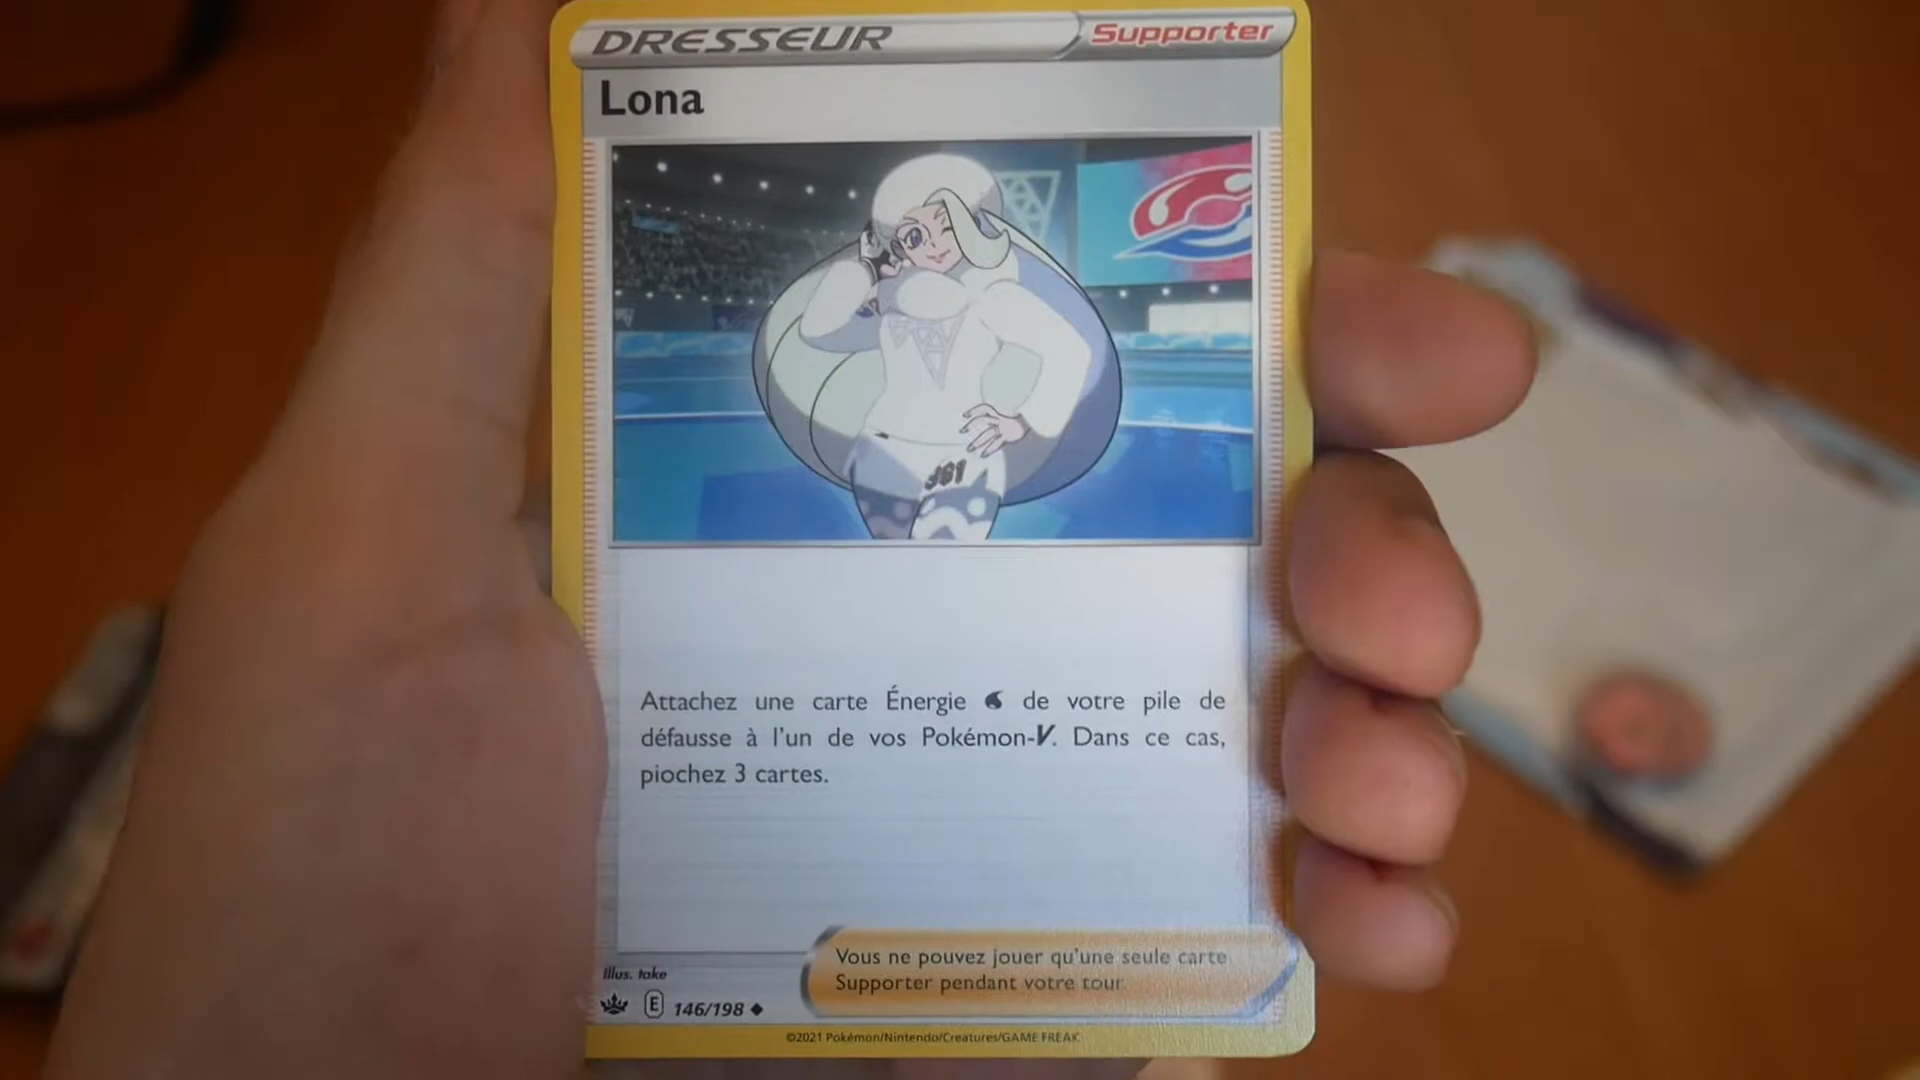 DRESSEUR
Supporter
Lona
J61
Attachez une carte Énergie de votre pile de
défausse à l'un de vos Pokémon-V. Dans ce cas,
piochez 3 cartes.
Vous ne pouvez jouer qu'une seule carte
Supporter pendant votre tour.
Illus. take
E 146/198
©2021 Pokémon/Nintendo/Creatures/GAME FREAK